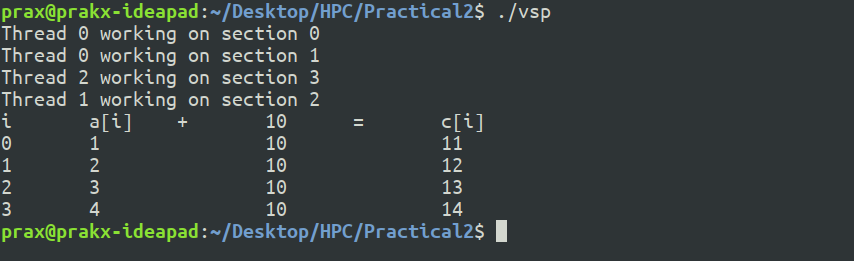 prax@prakx-ideapad:~/Desktop/HPC/Practical2$ ./vsp
Thread 0 working on section 0
Thread 0 working on section 1
Thread 2 working on section 3
Thread 1 working on section 2
i a[i] + 10 = c[i]
0 1 10 11
1 2 10 12
2 3 10 13
3 4 10 14
prax@prakx-ideapad:~/Desktop/HPC/Practical2$